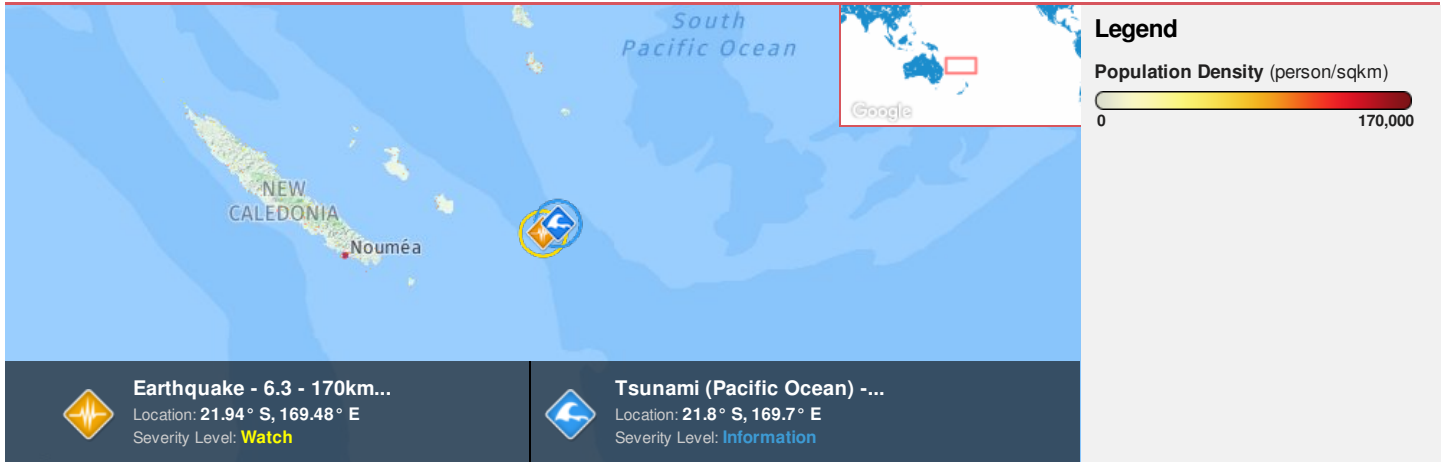 South
Pacific Ocean
Google
NEW
CALEDONIA
Nouméa
Legend
Population Density (person/sqkm)
0 170,000
Earthquake - 6.3 - 170km...
Location: 21.94° S, 169.48° E
Severity Level: Watch
Tsunami (Pacific Ocean) -...
Location: 21.8° S, 169.7° E
Severity Level: Information